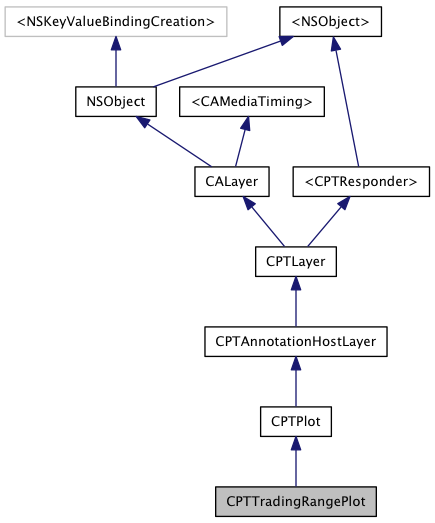 <NSKeyValueBindingCreation>
<NSObject>
NSObject
<CAMediaTiming>
CALayer
<CPTResponder>
CPTLayer
CPTAnnotationHostLayer
CPTPlot
CPTTradingRangePlot